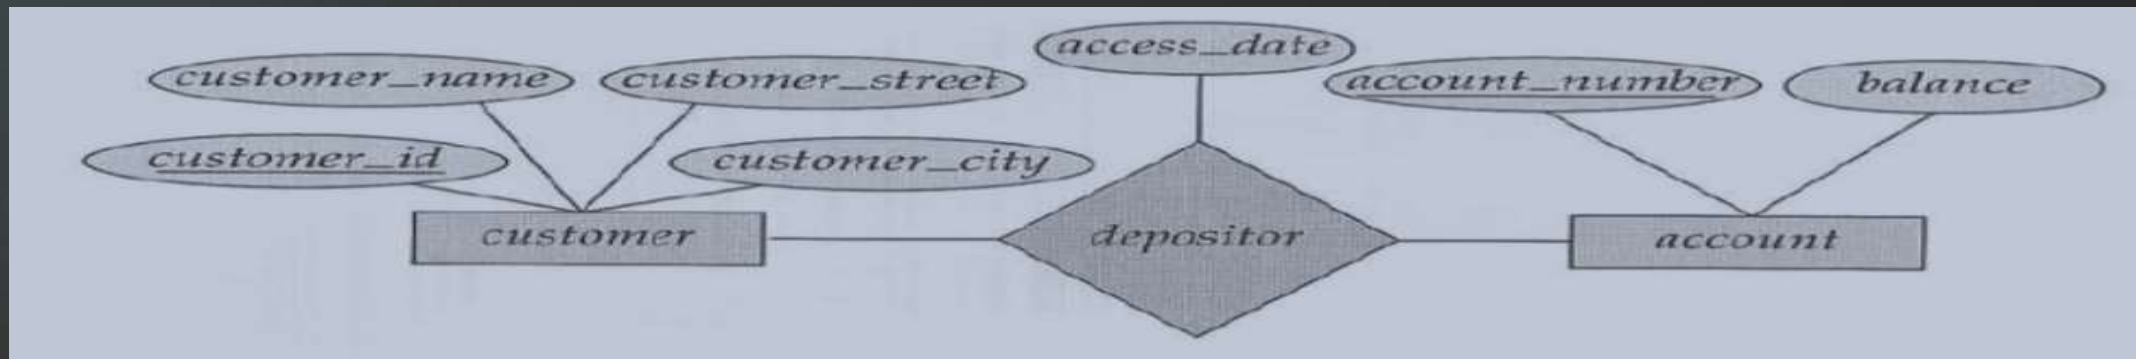 access_date
customer_name customer_street account_number balance
customer_id customer_city
customer depositor account